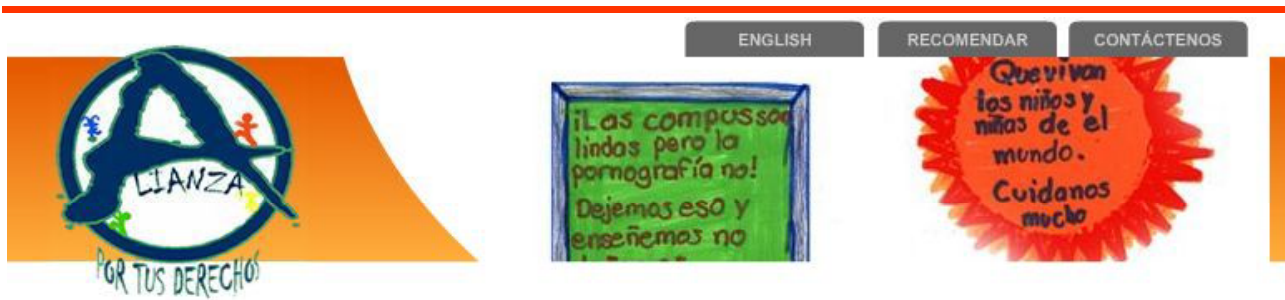 ENGLISH
RECOMENDAR
CONTÁCTENOS
ALIANZA
POR TUS DERECHOS
¡Las compus son
lindas pero la
pornografía no!
Dejemos eso y
enseñemos no
Que vivan
los niños y
niñas de el
mundo.
Cuidanos
mucho